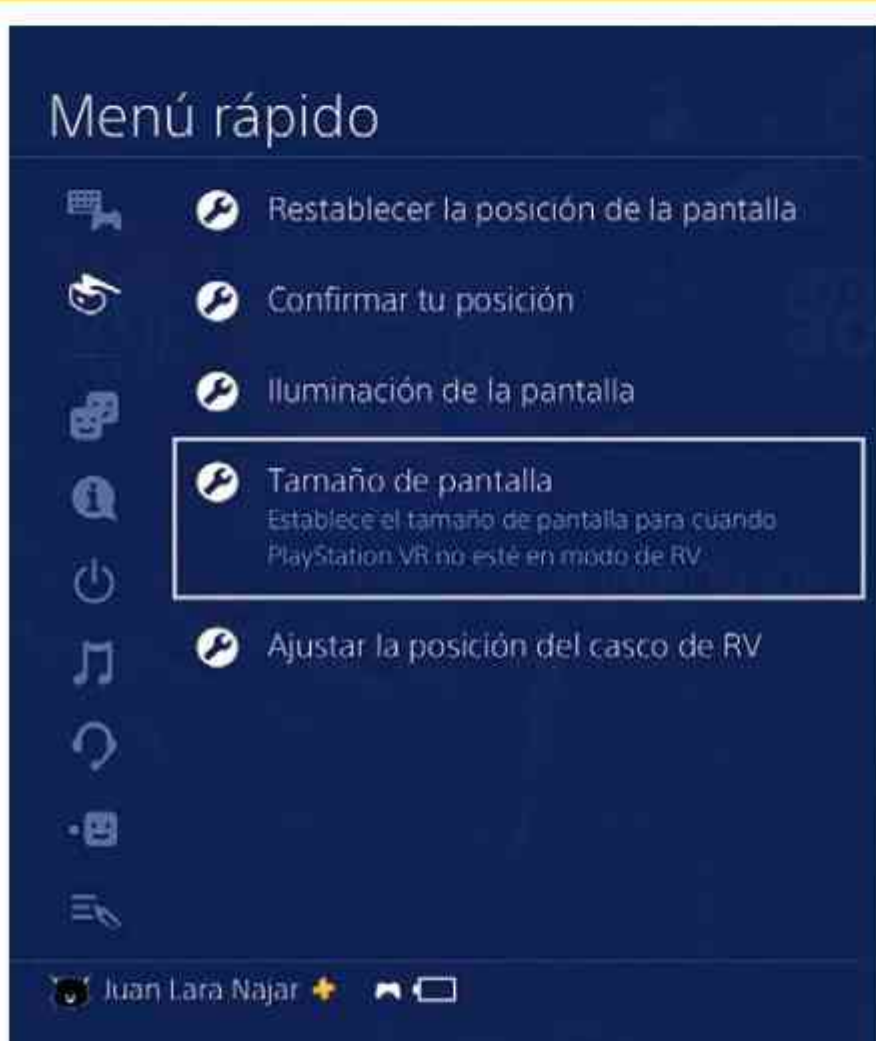 Menú rápido
Restablecer la posición de la pantalla
Confirmar tu posición
Iluminación de la pantalla
Tamaño de pantalla
Establece el tamaño de pantalla para cuando
PlayStation VR no esté en modo de RV.
Ajustar la posición del casco de RV
Juan Lara Najar